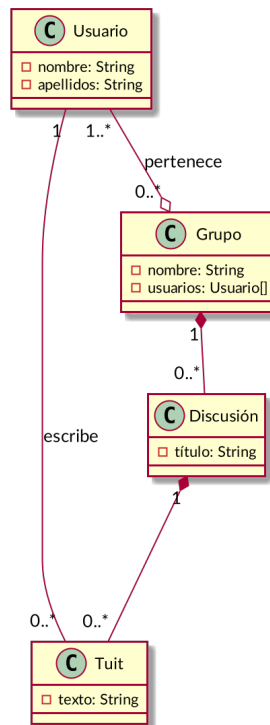 C Usuario
nombre: String
apellidos: String
1
1..*
pertenece
0..*
C Grupo
nombre: String
usuarios: Usuario[]
1
0..*
C Discusión
título: String
1
escribe
0..*
0..*
C Tuit
texto: String